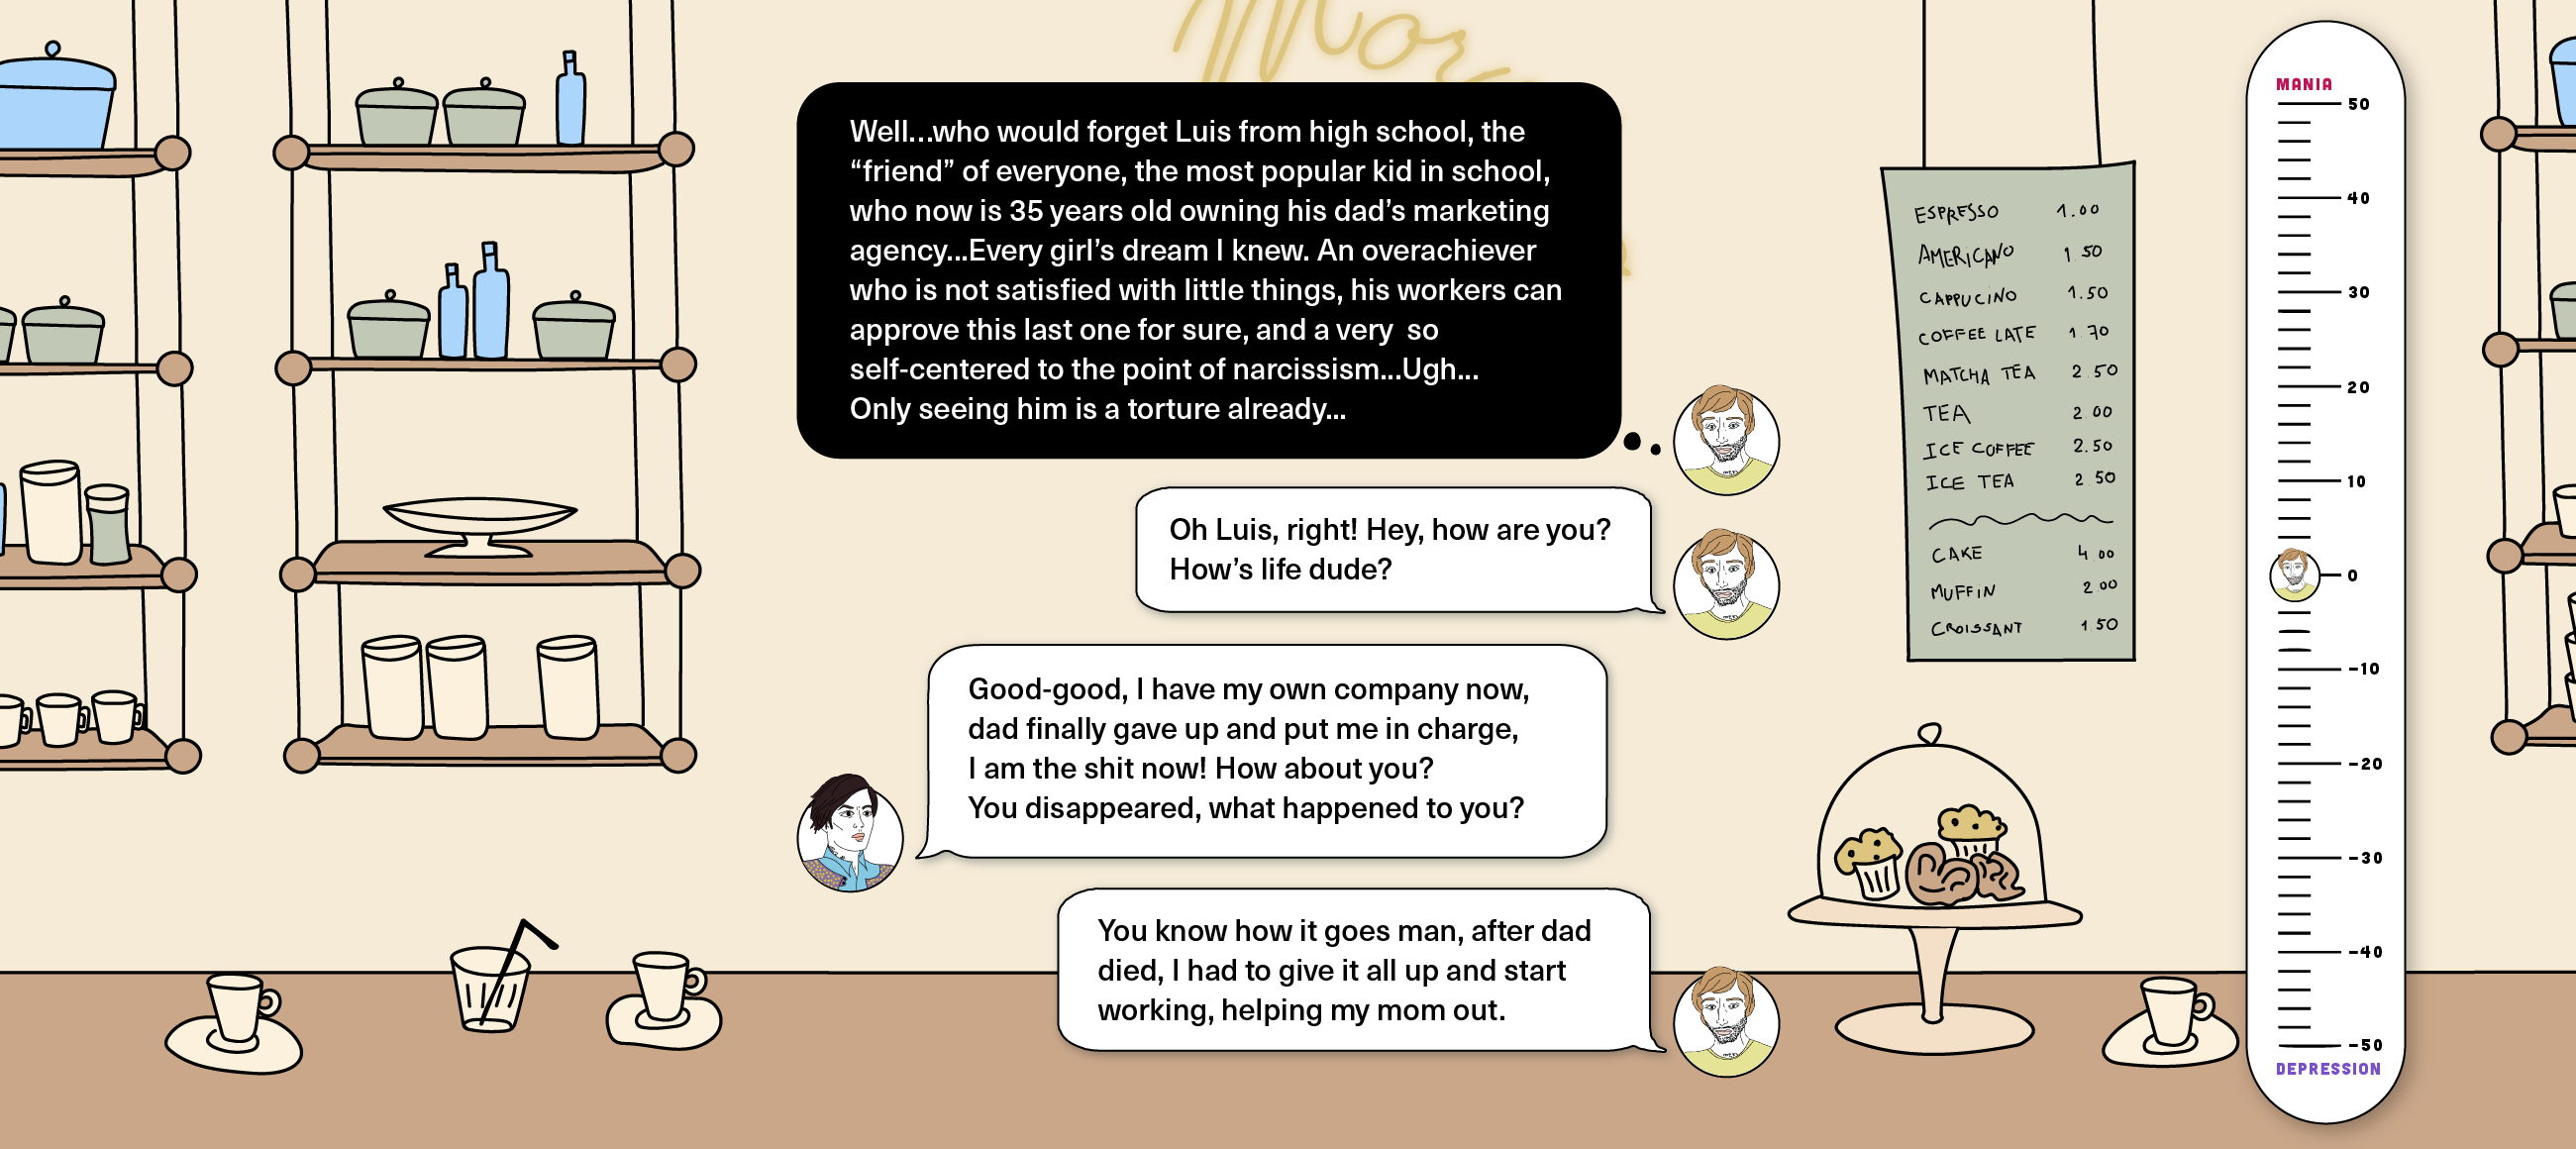 Mor
Well...who would forget Luis from high school, the
“friend” of everyone, the most popular kid in school,
who now is 35 years old owning his dad’s marketing
agency...Every girl’s dream I knew. An overachiever
who is not satisfied with little things, his workers can
approve this last one for sure, and a very  so
self-centered to the point of narcissism...Ugh...
Only seeing him is a torture already...
Oh Luis, right! Hey, how are you?
How’s life dude?
Good-good, I have my own company now,
dad finally gave up and put me in charge,
I am the shit now! How about you?
You disappeared, what happened to you?
You know how it goes man, after dad
died, I had to give it all up and start
working, helping my mom out.
ESPRESSO 1.00
AMERICANO 1.50
CAPPUCINO 1.50
COFFEE LATE 1.70
MATCHA TEA 2.50
TEA 2.00
ICE COFFEE 2.50
ICE TEA 2.50
CAKE 4.00
MUFFIN 2.00
CROISSANT 1.50
MANIA
50
40
30
20
10
0
-10
-20
-30
-40
-50
DEPRESSION